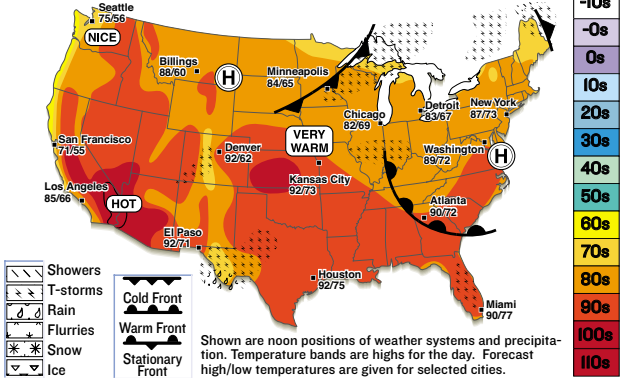 Seattle
75/56
NICE
Billings
88/60
H
Minneapolis
84/65
Chicago
82/69
Detroit
83/67
New York
87/73
San Francisco
71/55
Denver
92/62
VERY
WARM
Kansas City
92/73
Washington
89/72
H
Los Angeles
85/66
HOT
Atlanta
90/72
El Paso
92/71
Houston
92/75
Miami
90/77
Showers
T-storms
Rain
Flurries
Snow
Ice
Cold Front
Warm Front
Stationary
Front
Shown are noon positions of weather systems and precipita-
tion. Temperature bands are highs for the day. Forecast
high/low temperatures are given for selected cities.
-10s
-0s
0s
10s
20s
30s
40s
50s
60s
70s
80s
90s
100s
110s